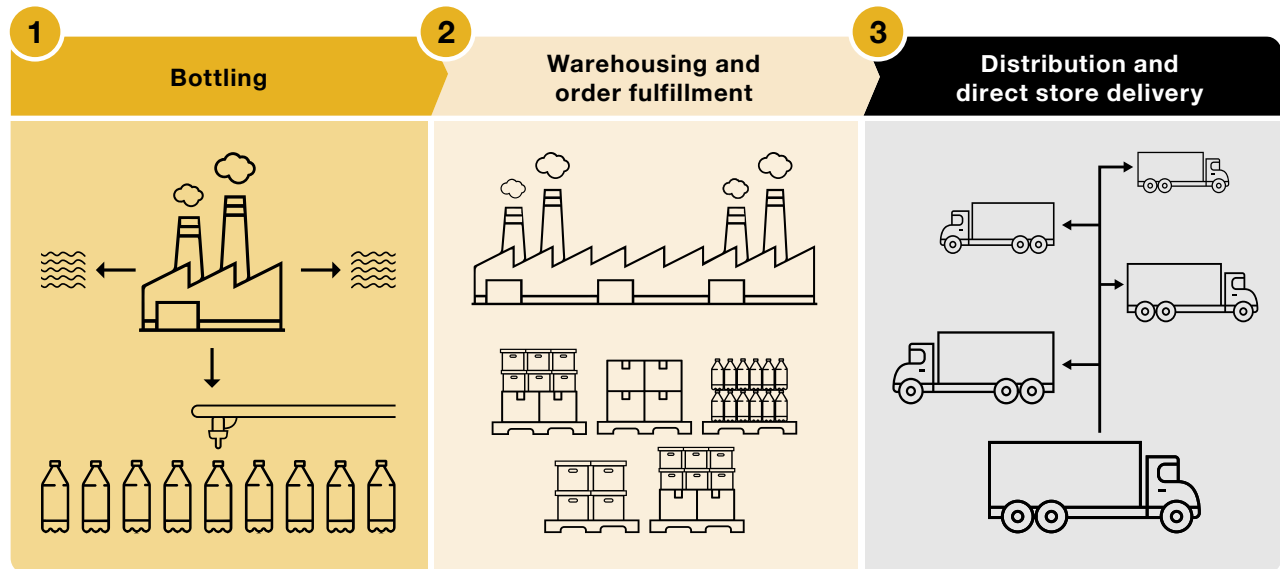 1
Bottling
2
Warehousing and
order fulfillment
3
Distribution and
direct store delivery